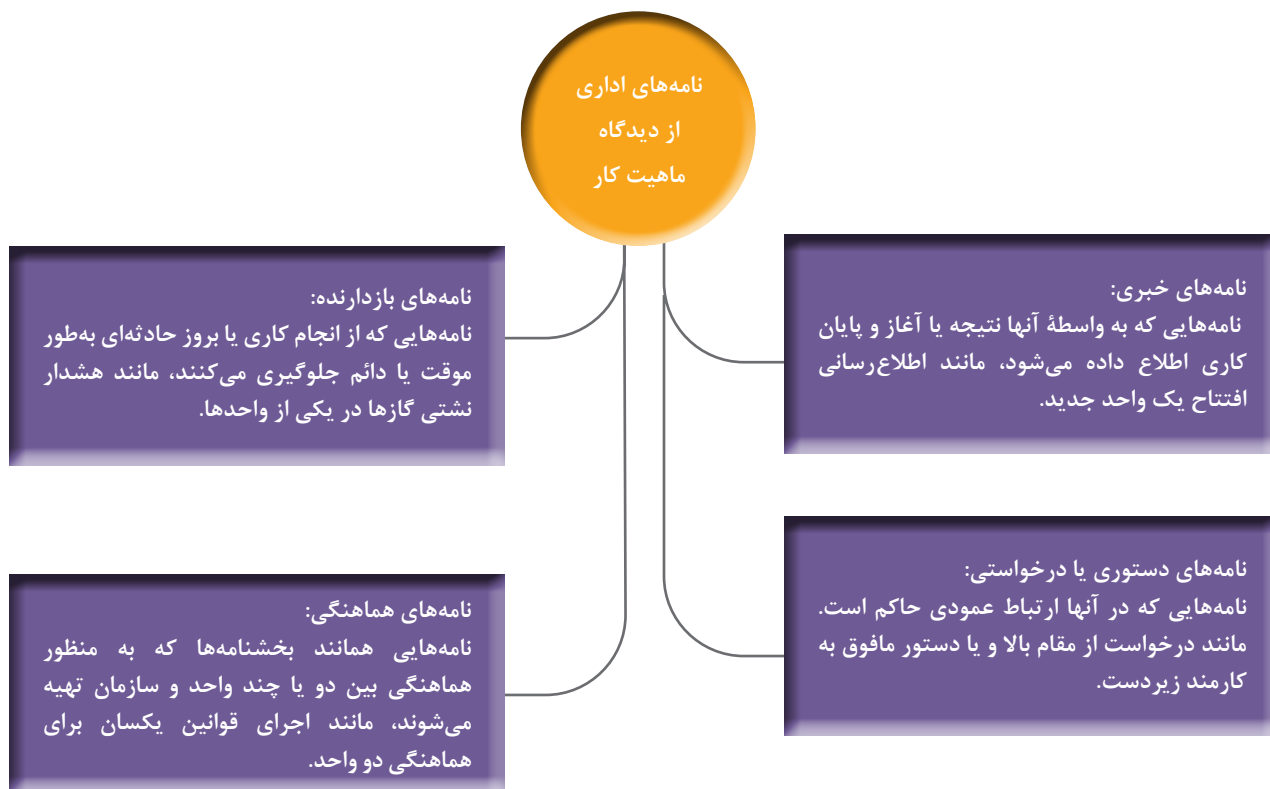 نامه‌های اداری
از دیدگاه
ماهیت کار
نامه‌های خبری:
نامه‌هایی که به واسطهٔ آنها نتیجه یا آغاز و پایان
کاری اطلاع داده می‌شود، مانند اطلاع‌رسانی
افتتاح یک واحد جدید.
نامه‌های بازدارنده:
نامه‌هایی که از انجام کاری یا بروز حادثه‌ای به‌طور
موقت یا دائم جلوگیری می‌کنند، مانند هشدار
نشتی گازها در یکی از واحدها.
نامه‌های دستوری یا درخواستی:
نامه‌هایی که در آنها ارتباط عمودی حاکم است.
مانند درخواست از مقام بالا و یا دستور مافوق به
کارمند زیردست.
نامه‌های هماهنگی:
نامه‌هایی همانند بخشنامه‌ها که به منظور
هماهنگی بین دو یا چند واحد و سازمان تهیه
می‌شوند، مانند اجرای قوانین یکسان برای
هماهنگی دو واحد.